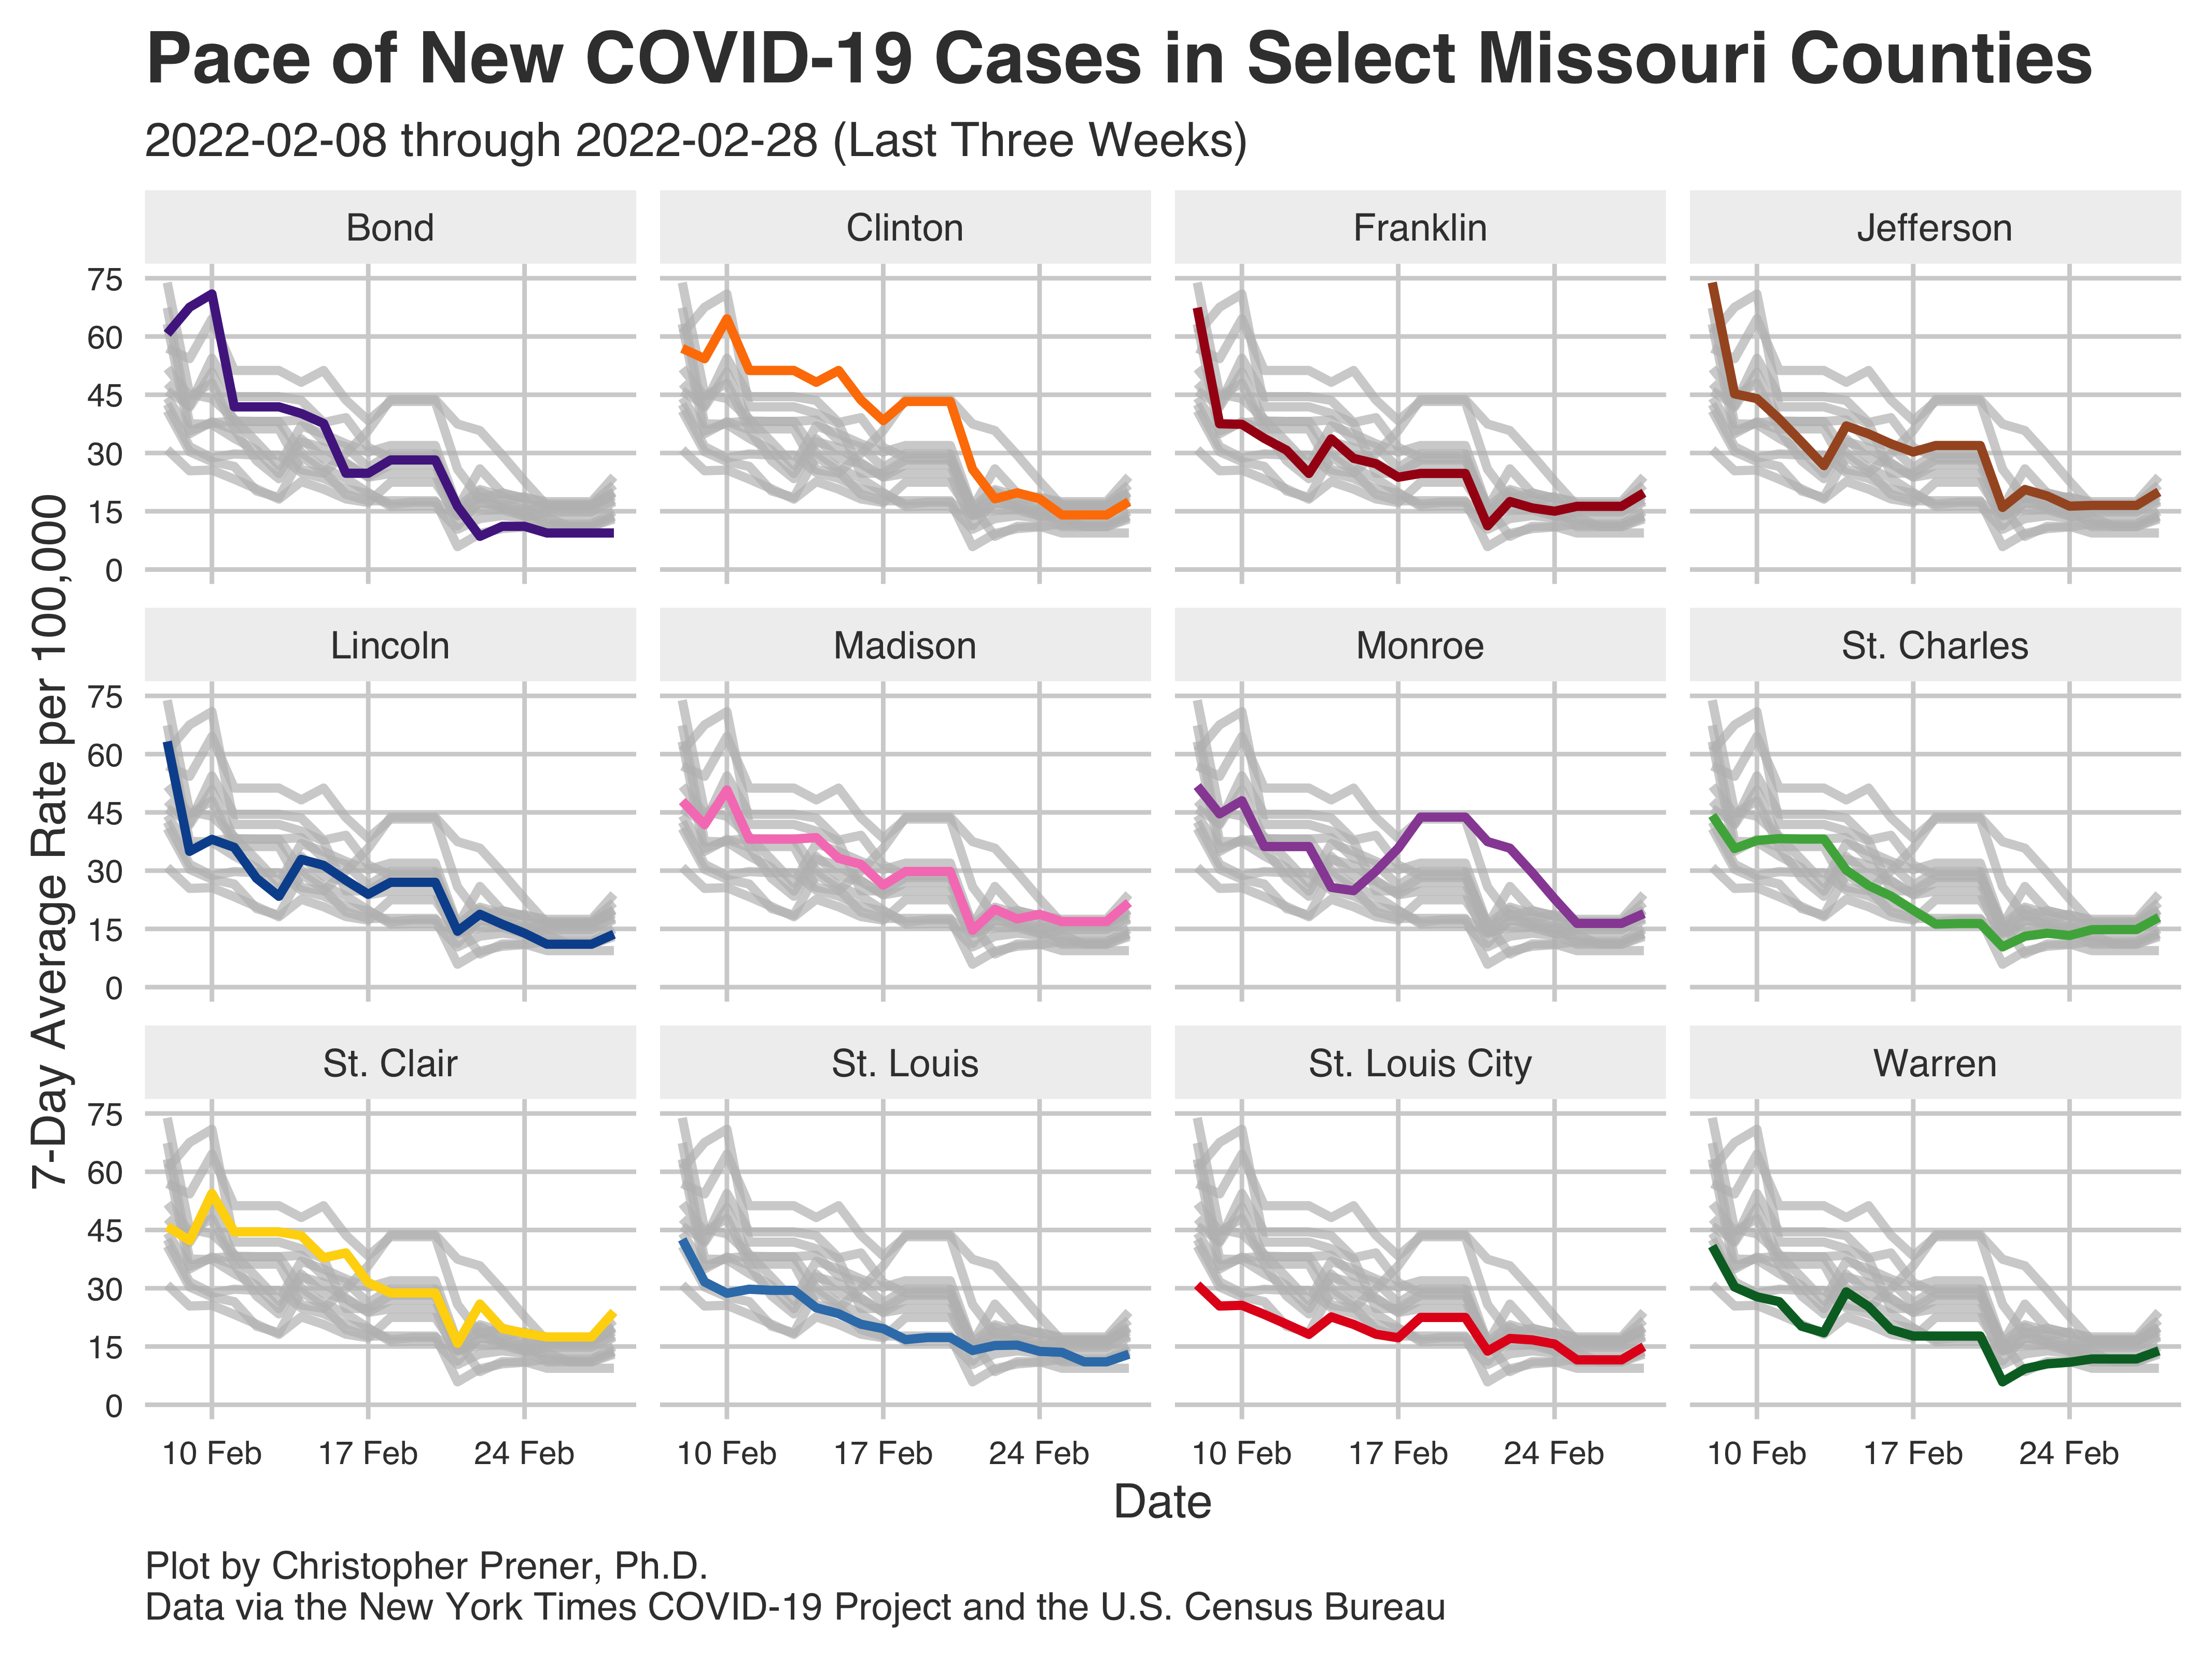 Pace of New COVID-19 Cases in Select Missouri Counties
2022-02-08 through 2022-02-28 (Last Three Weeks)
Bond
Clinton
Franklin
Jefferson
75
60
45
30
15
0
Lincoln
Madison
Monroe
St. Charles
75
60
45
30
15
0
St. Clair
St. Louis
St. Louis City
Warren
75
60
45
30
15
0
7-Day Average Rate per 100,000
10 Feb 17 Feb 24 Feb
10 Feb 17 Feb 24 Feb
10 Feb 17 Feb 24 Feb
10 Feb 17 Feb 24 Feb
Date
Plot by Christopher Prener, Ph.D.
Data via the New York Times COVID-19 Project and the U.S. Census Bureau